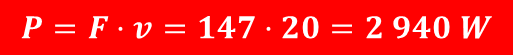 P = F · v = 147 · 20 = 2 940 W